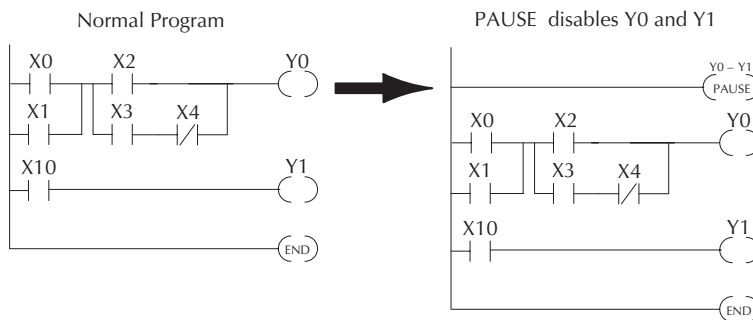 Normal Program
X0 X2 Y0
X1 X3 X4
X10 Y1
END
PAUSE disables Y0 and Y1
Y0 – Y1
PAUSE
X0 X2 Y0
X1 X3 X4
X10 Y1
END